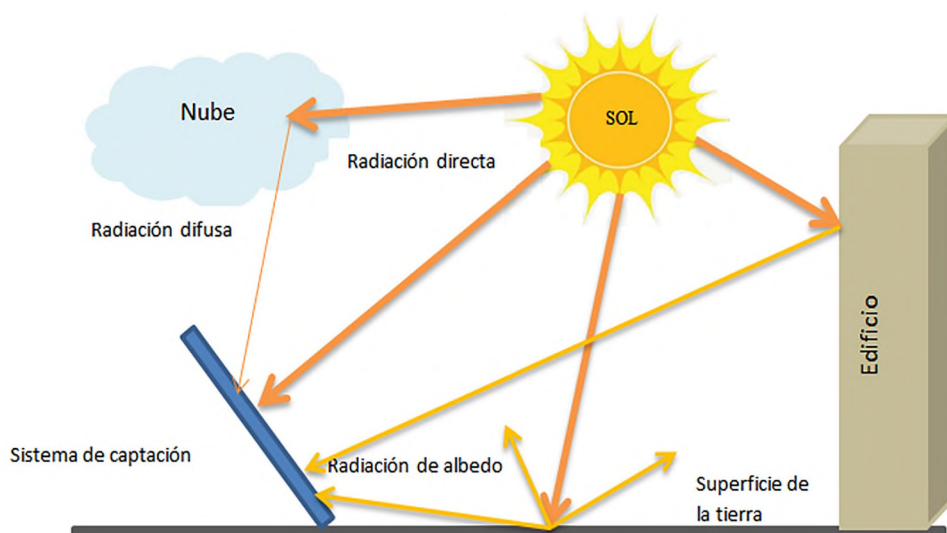 Nube
SOL
Radiación directa
Radiación difusa
Edificio
Sistema de captación
Radiación de albedo
Superficie de
la tierra